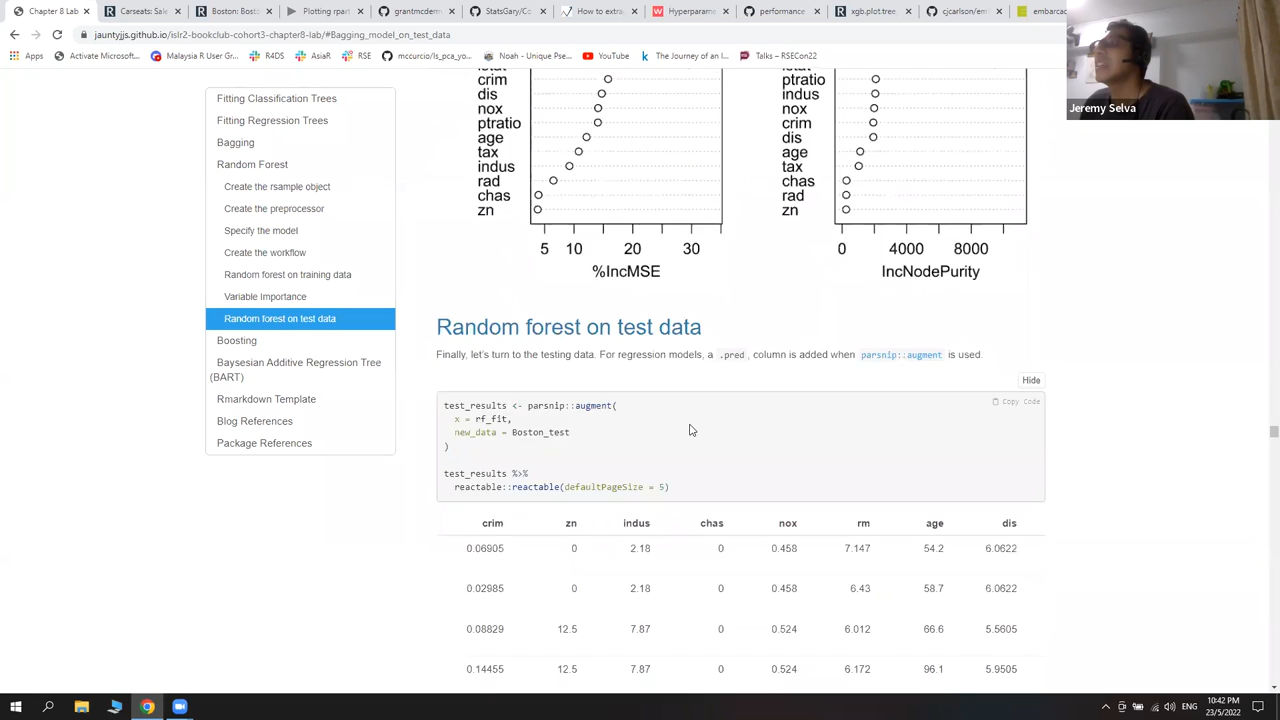 Chapter 8 Lab
Carseats: Sale
Boston: Bosto
Plotting rpart
grantmcderm
StatsGary/Co
How to extrap
Hyperparame
performance
xgb.plot.tree:
cjcarlson/em
embarcad
jauntyjjs.github.io/islr2-bookclub-cohort3-chapter8-lab/#Bagging_model_on_test_data
Apps
Activate Microsoft...
Malaysia R User Gr...
R4DS
AsiaR
RSE
mccurcio/ls_pca_yo...
Noah - Unique Pse...
YouTube
The Journey of an I...
Talks – RSECon22
Jeremy Selva
Fitting Classification Trees
Fitting Regression Trees
Bagging
Random Forest
Create the rsample object
Create the preprocessor
Specify the model
Create the workflow
Random forest on training data
Variable Importance
Random forest on test data
Boosting
Baysesian Additive Regression Tree
(BART)
Rmarkdown Template
Blog References
Package References
crim
dis
nox
ptratio
age
tax
indus
rad
chas
zn
5 10 20 30
%IncMSE
ptratio
indus
nox
crim
dis
age
tax
chas
rad
zn
0 4000 8000
IncNodePurity
Random forest on test data
Finally, let's turn to the testing data. For regression models, a .pred, column is added when parsnip::augment is used.
Hide
Copy Code
test_results <- parsnip::augment(
x = rf_fit,
new_data = Boston_test
)
test_results %>%
reactable::reactable(defaultPageSize = 5)
crim zn indus chas nox rm age dis
0.06905 0 2.18 0 0.458 7.147 54.2 6.0622
0.02985 0 2.18 0 0.458 6.43 58.7 6.0622
0.08829 12.5 7.87 0 0.524 6.012 66.6 5.5605
0.14455 12.5 7.87 0 0.524 6.172 96.1 5.9505
10:42 PM
23/5/2022